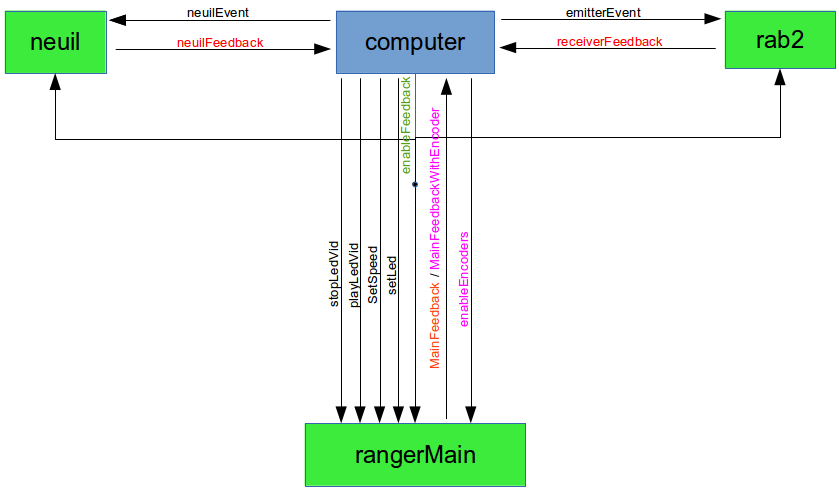 neuilEvent
emitterEvent
neuil
computer
rab2
neuilFeedback
receiverFeedback
enableFeedback
stopLedVid
playLedVid
SetSpeed
setLed
MainFeedback / MainFeedbackWithEncoder
enableEncoders
rangerMain